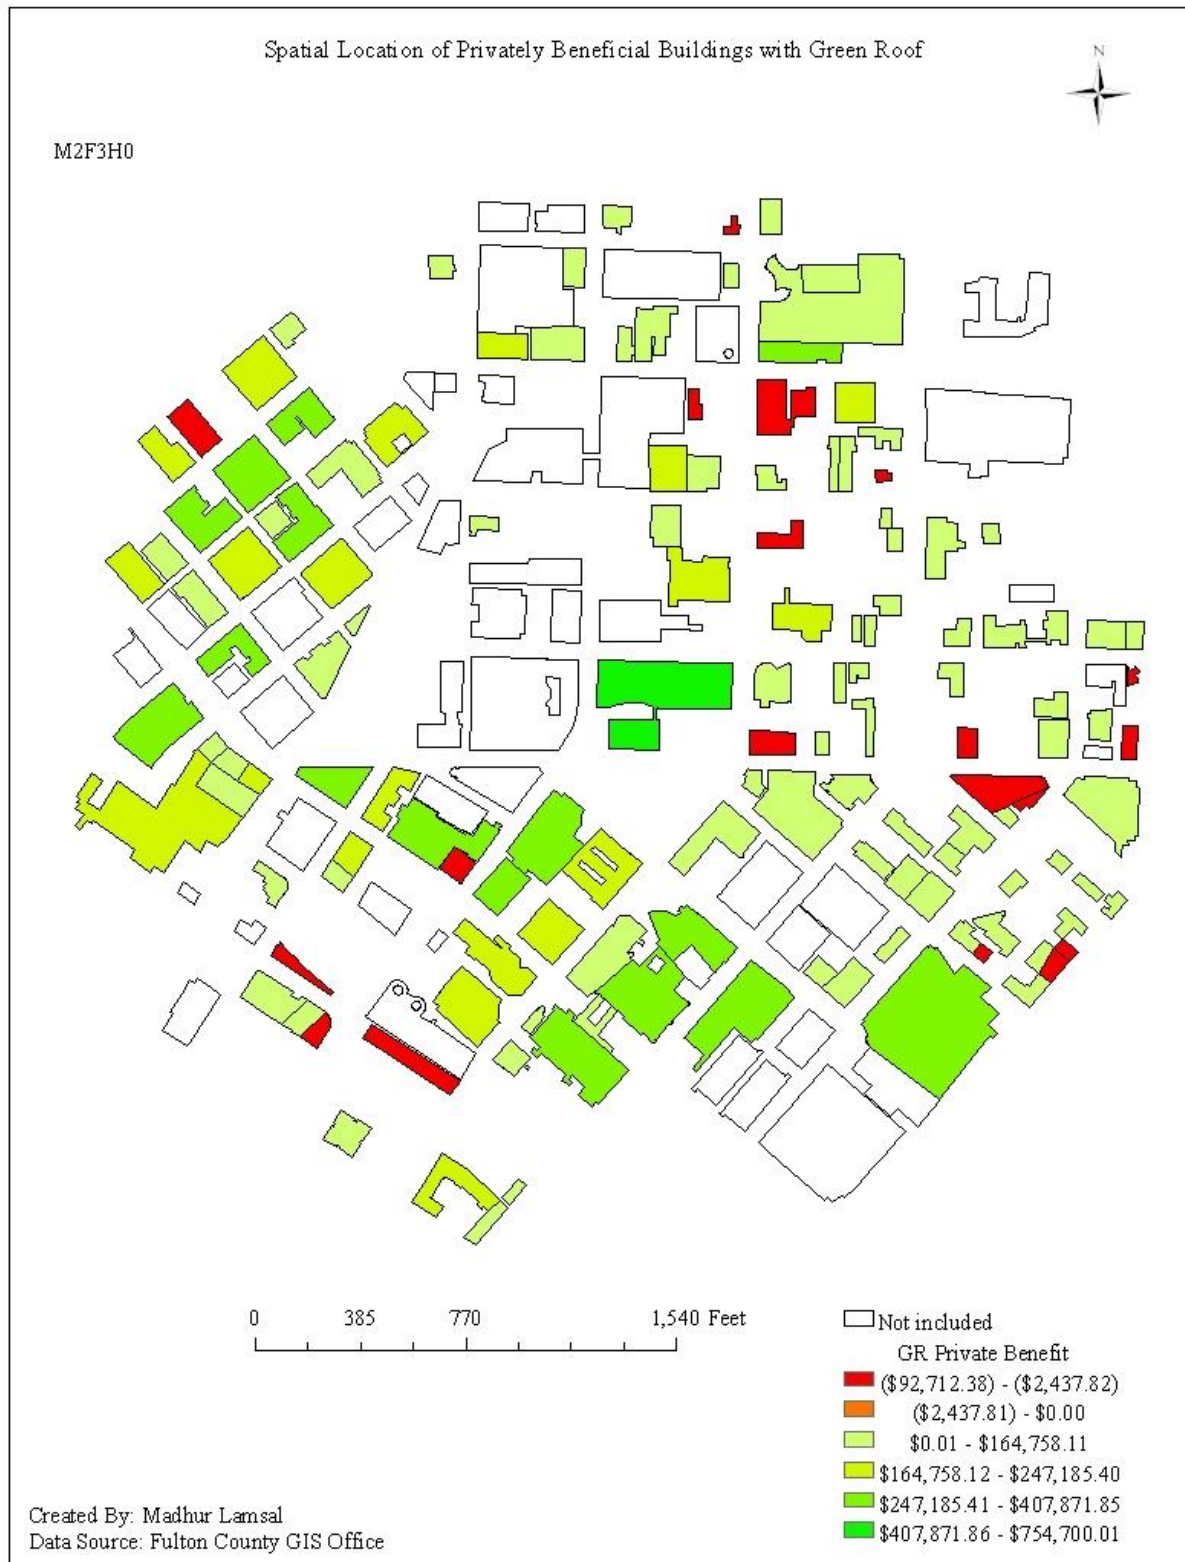 Spatial Location of Privately Beneficial Buildings with Green Roof
N
M2F3H0
0 385 770 1,540 Feet
Not included
GR Private Benefit
($92,712.38) - ($2,437.82)
($2,437.81) - $0.00
$0.01 - $164,758.11
$164,758.12 - $247,185.40
$247,185.41 - $407,871.85
$407,871.86 - $754,700.01
Created By: Madhur Lamsal
Data Source: Fulton County GIS Office